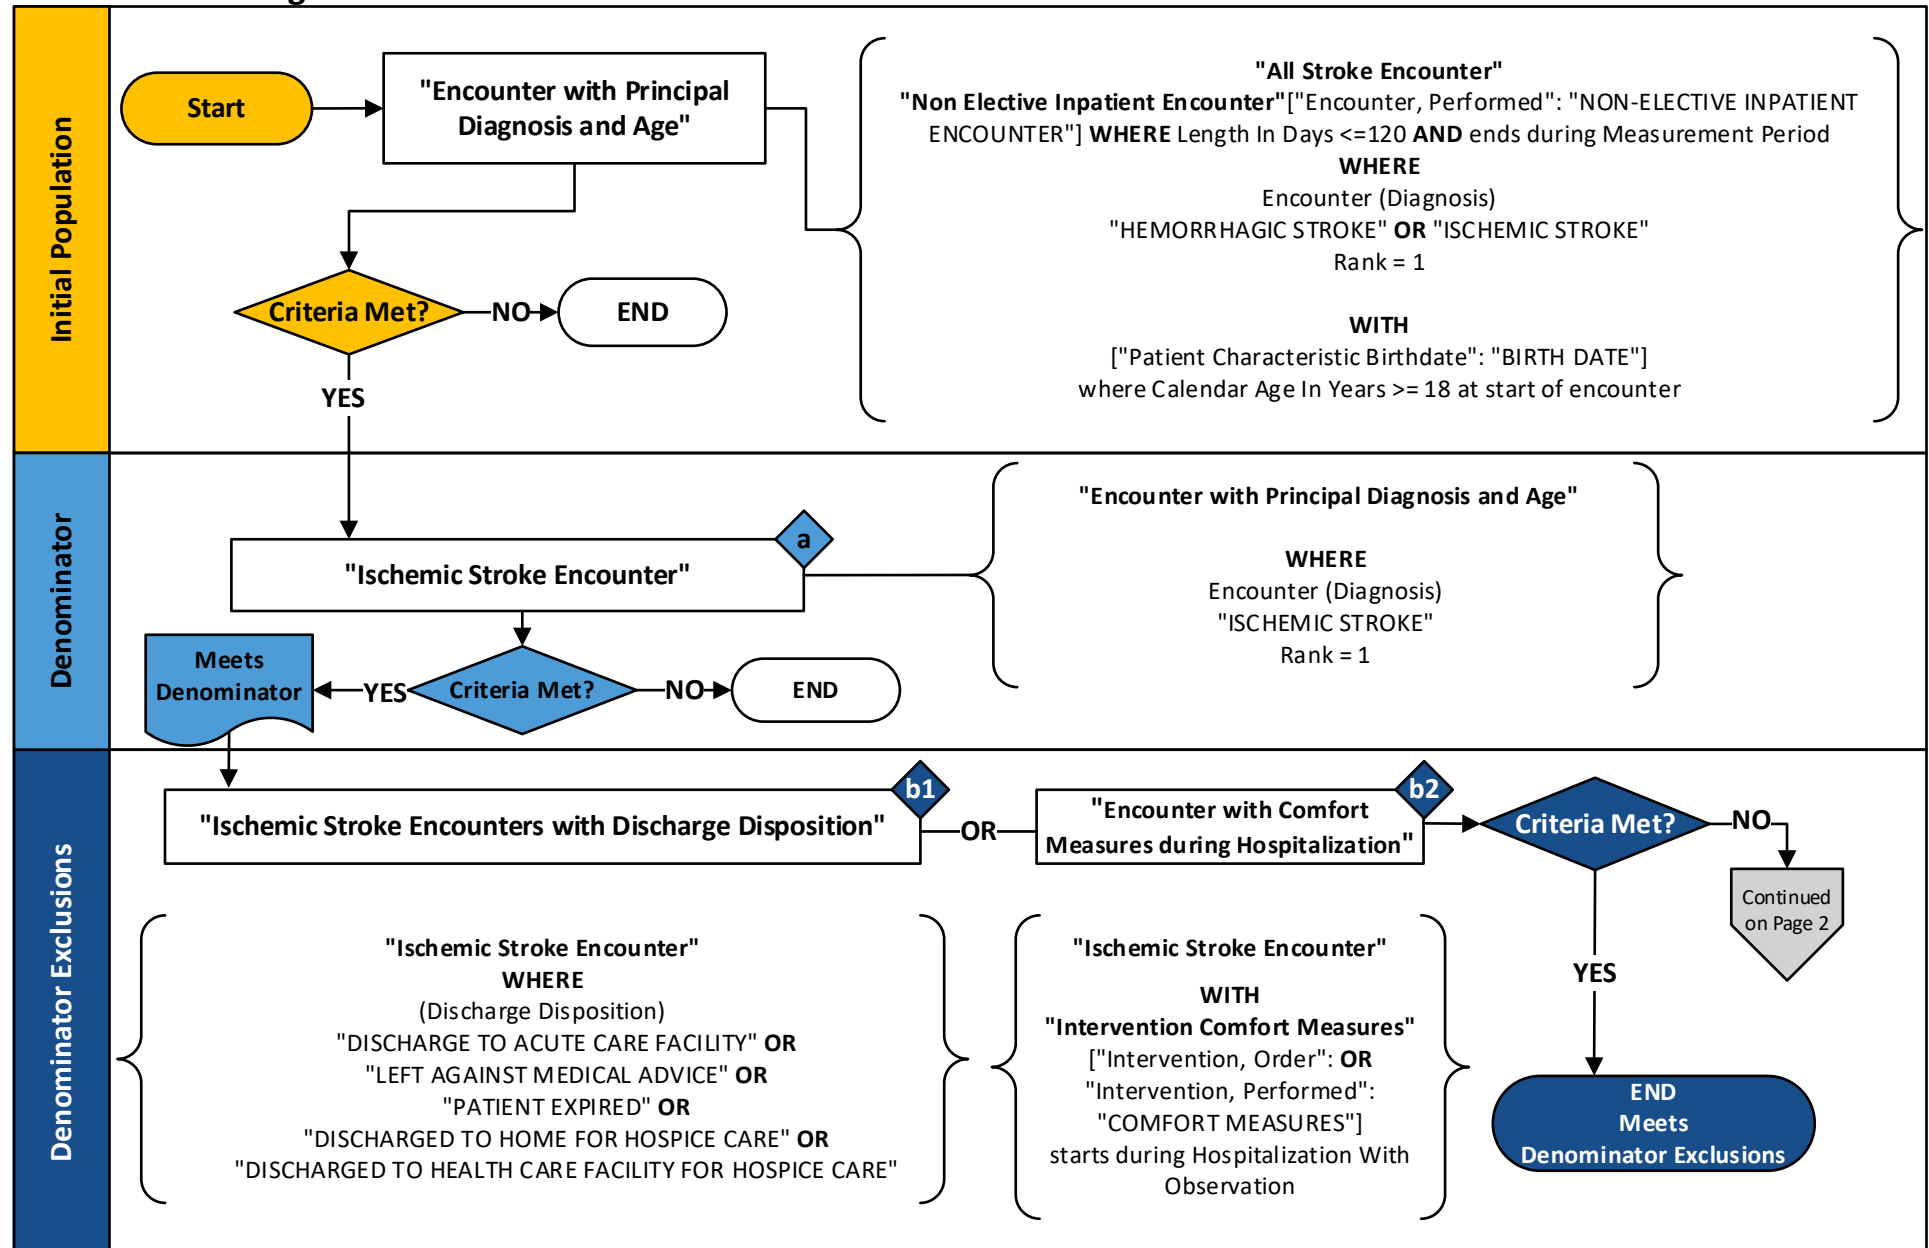 Initial Population
Start
"Encounter with Principal
Diagnosis and Age"
"All Stroke Encounter"
"Non Elective Inpatient Encounter"["Encounter, Performed": "NON-ELECTIVE INPATIENT
ENCOUNTER"] WHERE Length In Days <=120 AND ends during Measurement Period
WHERE
Encounter (Diagnosis)
"HEMORRHAGIC STROKE" OR "ISCHEMIC STROKE"
Rank = 1
WITH
["Patient Characteristic Birthdate": "BIRTH DATE"]
where Calendar Age In Years >= 18 at start of encounter
Criteria Met?
NO
END
YES
Denominator
"Ischemic Stroke Encounter"
a
"Encounter with Principal Diagnosis and Age"
WHERE
Encounter (Diagnosis)
"ISCHEMIC STROKE"
Rank = 1
Meets
Denominator
YES
Criteria Met?
NO
END
Denominator Exclusions
"Ischemic Stroke Encounters with Discharge Disposition"
b1
OR
"Encounter with Comfort
Measures during Hospitalization"
b2
Criteria Met?
NO
Continued
on Page 2
"Ischemic Stroke Encounter"
WHERE
(Discharge Disposition)
"DISCHARGE TO ACUTE CARE FACILITY" OR
"LEFT AGAINST MEDICAL ADVICE" OR
"PATIENT EXPIRED" OR
"DISCHARGED TO HOME FOR HOSPICE CARE" OR
"DISCHARGED TO HEALTH CARE FACILITY FOR HOSPICE CARE"
"Ischemic Stroke Encounter"
WITH
"Intervention Comfort Measures"
["Intervention, Order": OR
"Intervention, Performed":
"COMFORT MEASURES"]
starts during Hospitalization With
Observation
YES
END
Meets
Denominator Exclusions